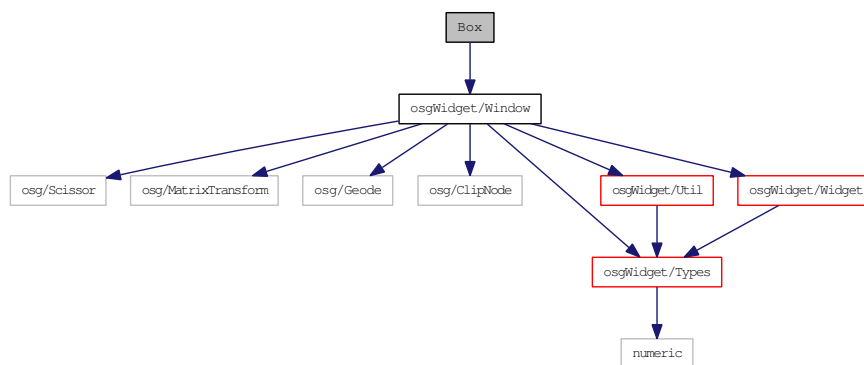 Box
osgWidget/Window
osg/Scissor
osg/MatrixTransform
osg/Geode
osg/ClipNode
osgWidget/Util
osgWidget/Widget
osgWidget/Types
numeric